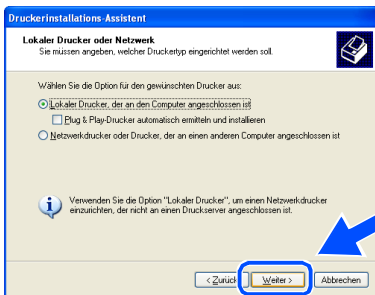 Druckerinstallations-Assistent
Lokaler Drucker oder Netzwerk
Sie müssen angeben, welcher Druckertyp eingerichtet werden soll.
Wählen Sie die Option für den gewünschten Drucker aus:
Lokaler Drucker, der an den Computer angeschlossen ist
Plug & Play-Drucker automatisch ermitteln und installieren
Netzwerkdrucker oder Drucker, der an einen anderen Computer angeschlossen ist
Verwenden Sie die Option "Lokaler Drucker", um einen Netzwerkdrucker
einzurichten, der nicht an einen Druckserver angeschlossen ist.
< Zurück Weiter > Abbrechen